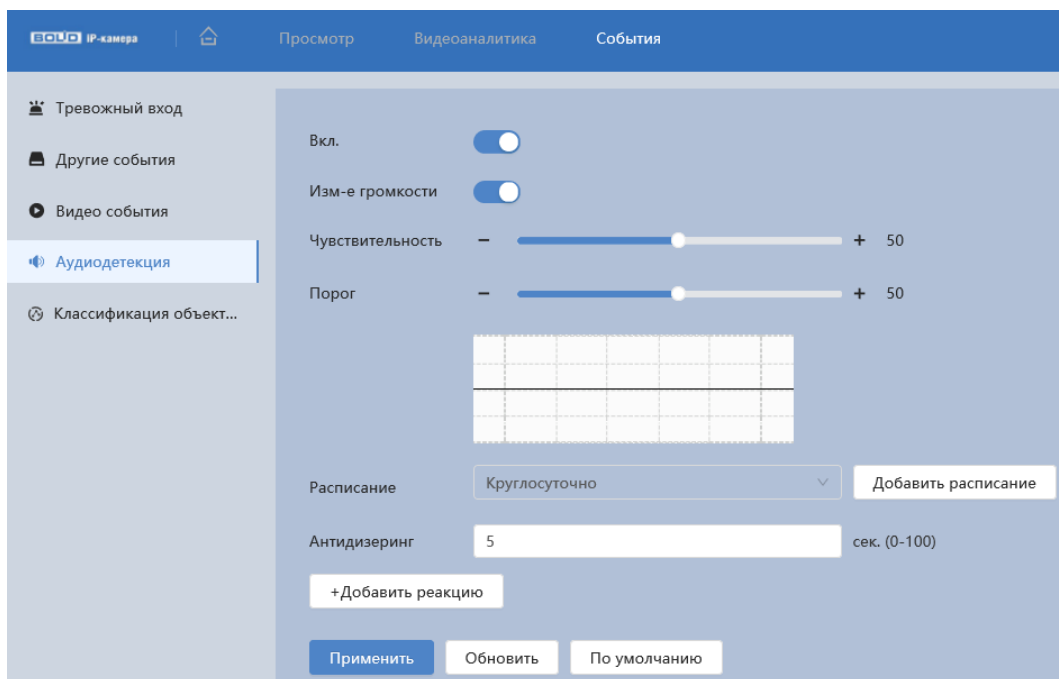 BOLID IP-камера
Просмотр
Видеоаналитика
События
Тревожный вход
Другие события
Видео события
Аудиодетекция
Классификация объект...
Вкл.
Изм-е громкости
Чувствительность − + 50
Порог − + 50
Расписание Круглосуточно Добавить расписание
Антидизеринг 5 сек. (0-100)
+Добавить реакцию
Применить Обновить По умолчанию